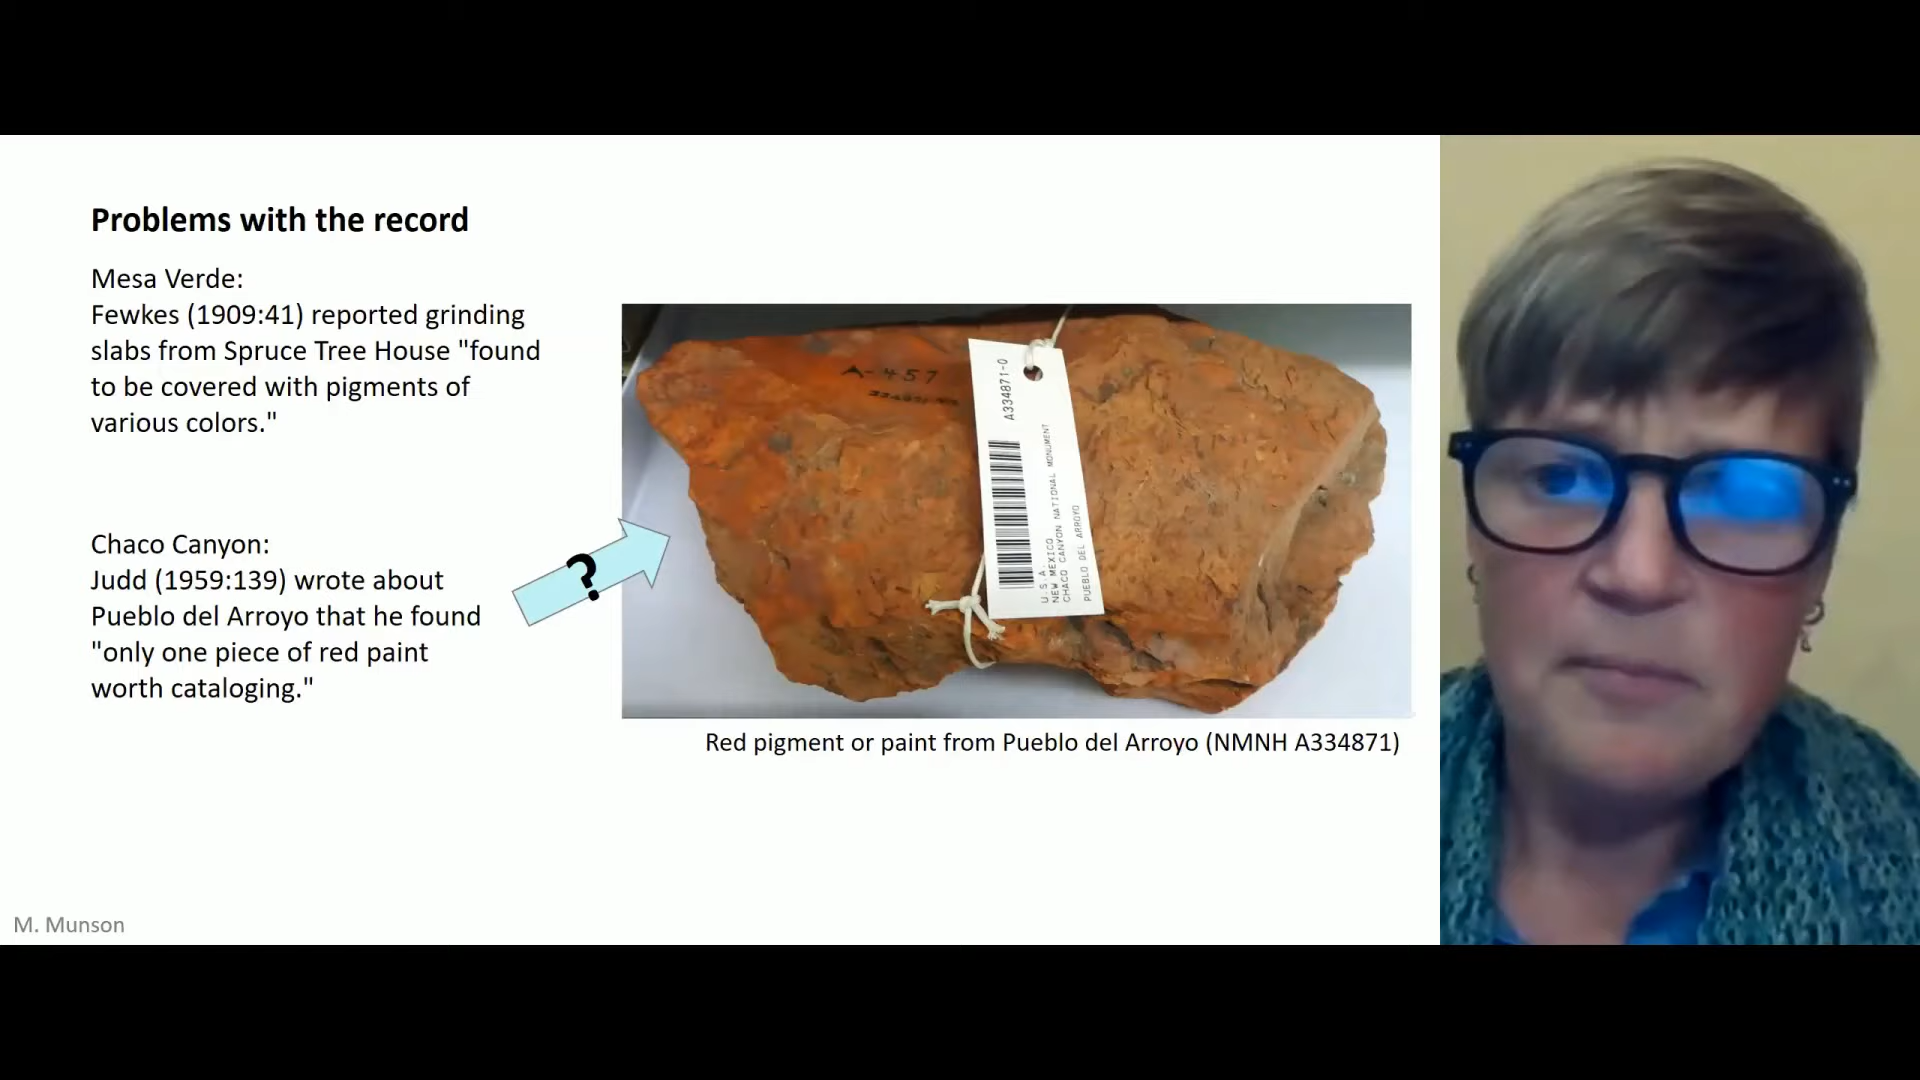 Problems with the record
Mesa Verde:
Fewkes (1909:41) reported grinding
slabs from Spruce Tree House "found
to be covered with pigments of
various colors."
Chaco Canyon:
Judd (1959:139) wrote about
Pueblo del Arroyo that he found
"only one piece of red paint
worth cataloging."
?
A-457
A334871-0
U.S.A.
NEW MEXICO
CHACO CANYON NATIONAL MONUMENT
PUEBLO DEL ARROYO
Red pigment or paint from Pueblo del Arroyo (NMNH A334871)
M. Munson